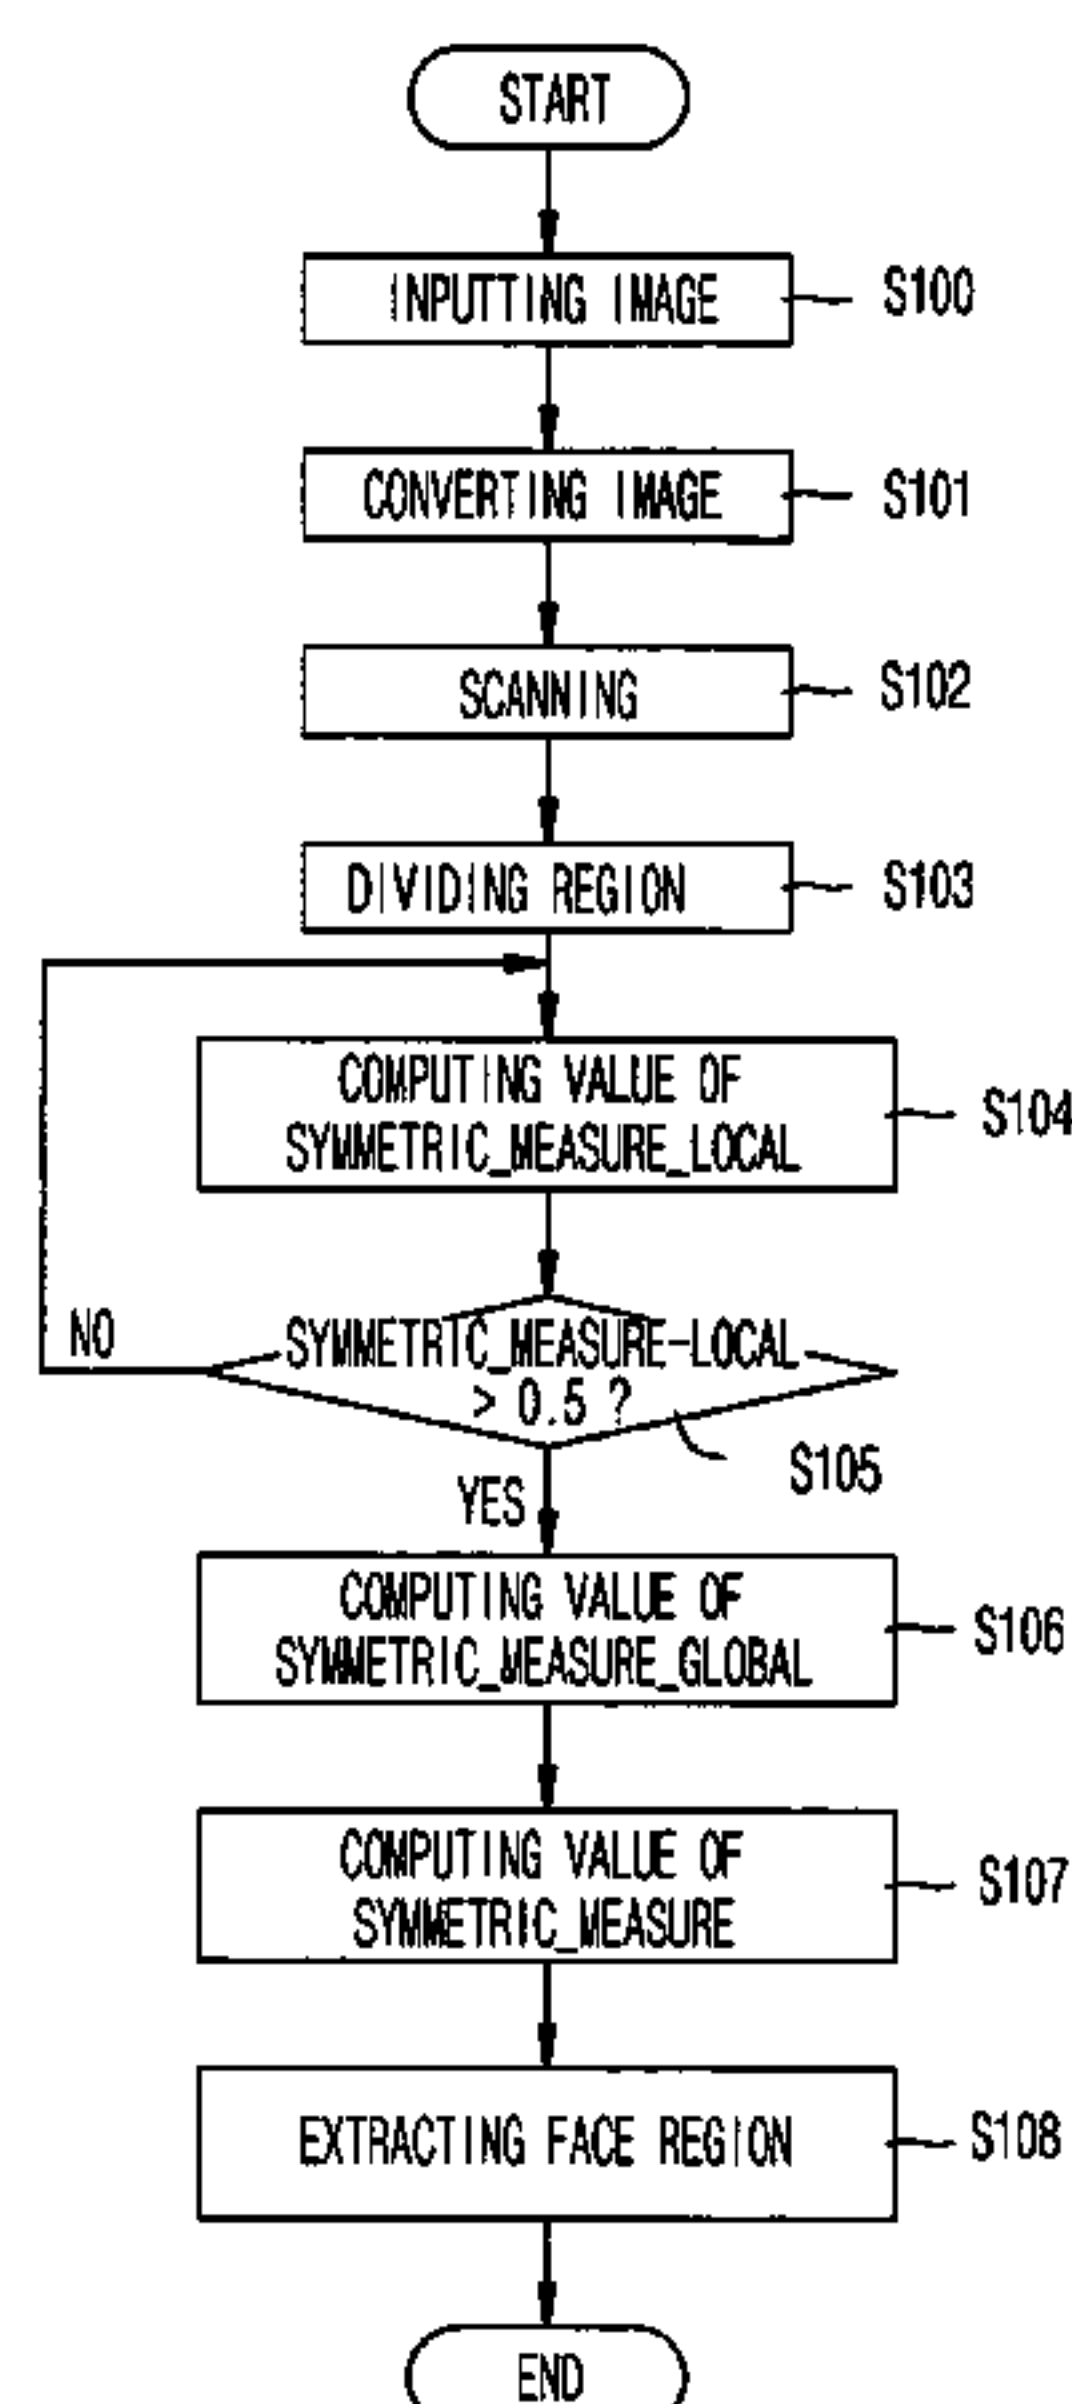 START
INPUTTING IMAGE
S100
CONVERTING IMAGE
S101
SCANNING
S102
DIVIDING REGION
S103
COMPUTING VALUE OF
SYMMETRIC_MEASURE_LOCAL
S104
NO
SYMMETRIC_MEASURE-LOCAL
> 0.5 ?
S105
YES
COMPUTING VALUE OF
SYMMETRIC_MEASURE_GLOBAL
S106
COMPUTING VALUE OF
SYMMETRIC_MEASURE
S107
EXTRACTING FACE REGION
S108
END